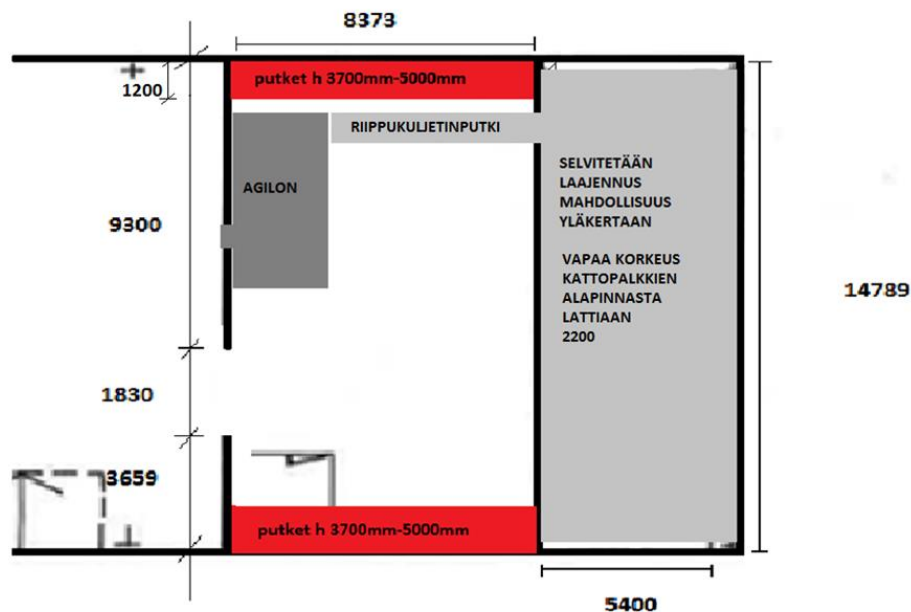 8373
putket h 3700mm-5000mm
1200
RIIPPUKULJETINPUTKI
AGILON
SELVITETÄÄN
LAAJENNUS
MAHDOLLISUUS
YLÄKERTAAN
VAPAA KORKEUS
KATTOPALKKIEN
ALAPINNASTA
LATTIAAN
2200
9300
14789
1830
3659
putket h 3700mm-5000mm
5400